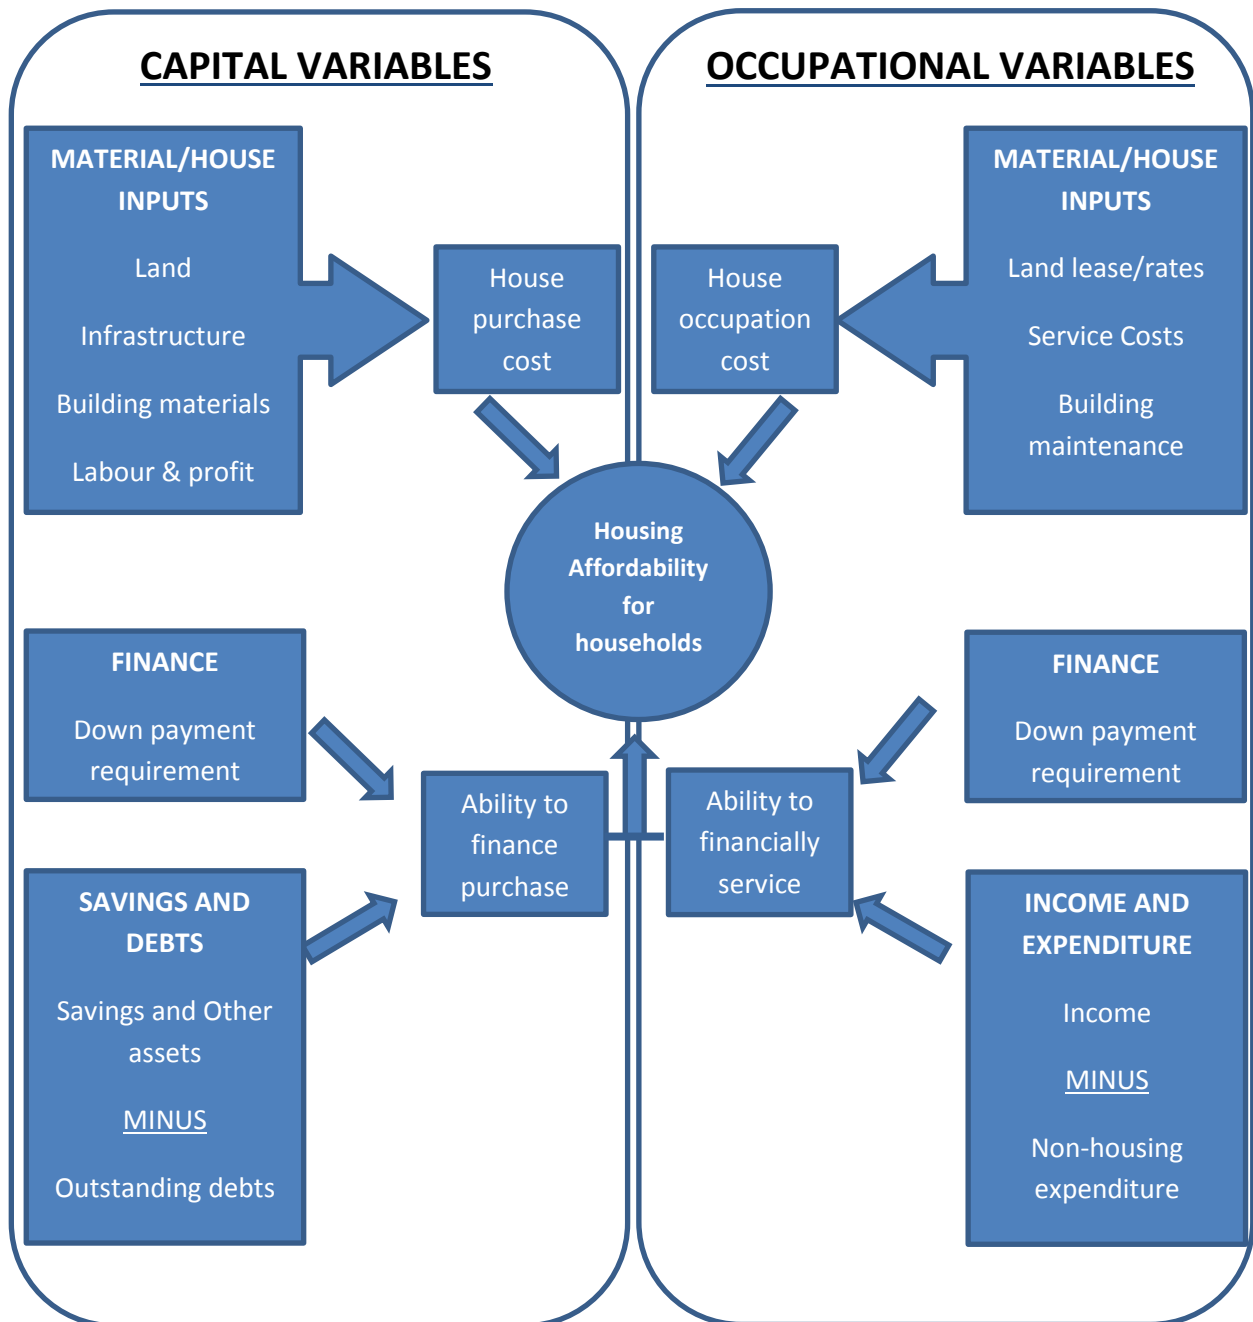 CAPITAL VARIABLES
MATERIAL/HOUSE
INPUTS
Land
Infrastructure
Building materials
Labour & profit
House
purchase
cost
FINANCE
Down payment
requirement
Ability to
finance
purchase
SAVINGS AND
DEBTS
Savings and Other
assets
MINUS
Outstanding debts
Housing
Affordability
for
households
OCCUPATIONAL VARIABLES
MATERIAL/HOUSE
INPUTS
Land lease/rates
Service Costs
Building
maintenance
House
occupation
cost
FINANCE
Down payment
requirement
Ability to
financially
service
INCOME AND
EXPENDITURE
Income
MINUS
Non-housing
expenditure